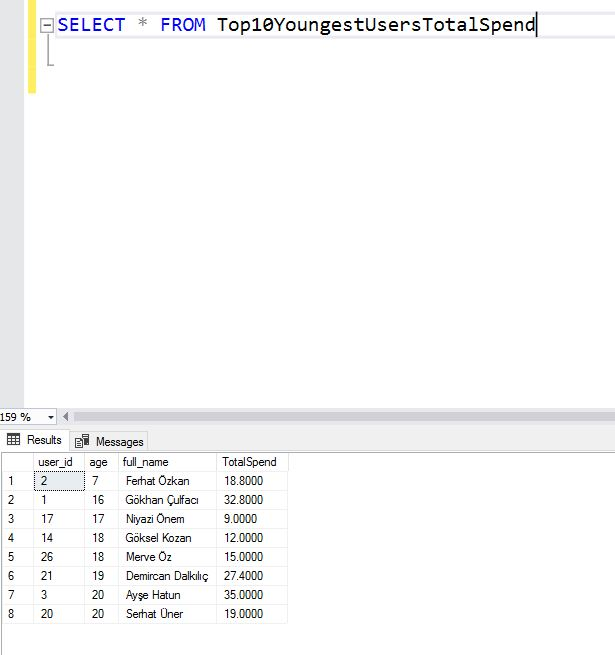 SELECT * FROM Top10YoungestUsersTotalSpend
159 %
Results Messages
user_id age full_name TotalSpend
1 2 7 Ferhat Özkan 18.8000
2 1 16 Gökhan Çulfacı 32.8000
3 17 17 Niyazi Önem 9.0000
4 14 18 Göksel Kozan 12.0000
5 26 18 Merve Öz 15.0000
6 21 19 Demircan Dalkılıç 27.4000
7 3 20 Ayşe Hatun 35.0000
8 20 20 Serhat Üner 19.0000